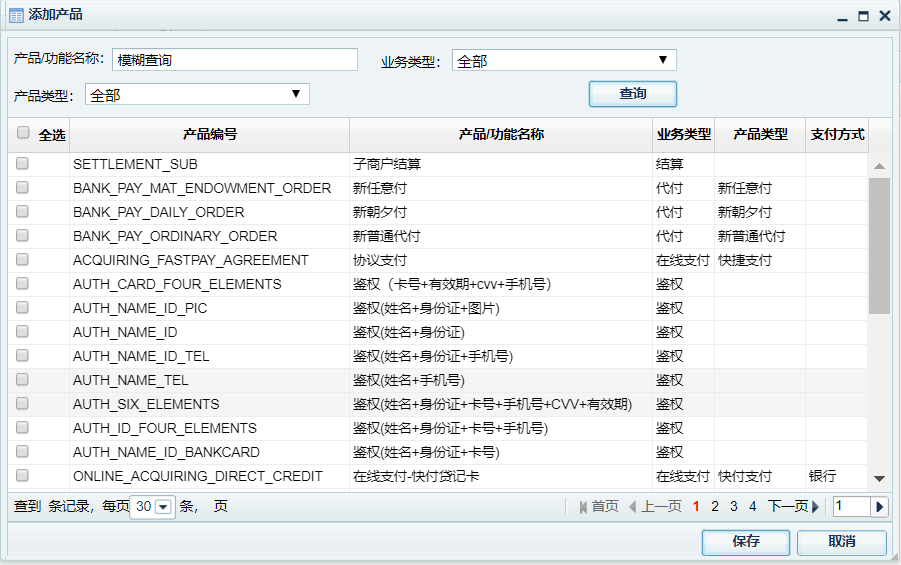 添加产品
产品/功能名称: 模糊查询 业务类型: 全部
产品类型: 全部 查询
全选 产品编号 产品/功能名称 业务类型 产品类型 支付方式
SETTLEMENT_SUB 子商户结算 结算
BANK_PAY_MAT_ENDOWMENT_ORDER 新任意付 代付 新任意付
BANK_PAY_DAILY_ORDER 新朝夕付 代付 新朝夕付
BANK_PAY_ORDINARY_ORDER 新普通代付 代付 新普通代付
ACQUIRING_FASTPAY_AGREEMENT 协议支付 在线支付 快捷支付
AUTH_CARD_FOUR_ELEMENTS 鉴权（卡号+有效期+cvv+手机号） 鉴权
AUTH_NAME_ID_PIC 鉴权(姓名+身份证+图片) 鉴权
AUTH_NAME_ID 鉴权(姓名+身份证) 鉴权
AUTH_NAME_ID_TEL 鉴权(姓名+身份证+手机号) 鉴权
AUTH_NAME_TEL 鉴权(姓名+手机号) 鉴权
AUTH_SIX_ELEMENTS 鉴权(姓名+身份证+卡号+手机号+CVV+有效期) 鉴权
AUTH_ID_FOUR_ELEMENTS 鉴权(姓名+身份证+卡号+手机号) 鉴权
AUTH_NAME_ID_BANKCARD 鉴权(姓名+身份证+卡号) 鉴权
ONLINE_ACQUIRING_DIRECT_CREDIT 在线支付-快付贷记卡 在线支付 快付支付 银行
查到 条记录，每页 30 条， 页 首页 上一页 1 2 3 4 下一页 1
保存 取消